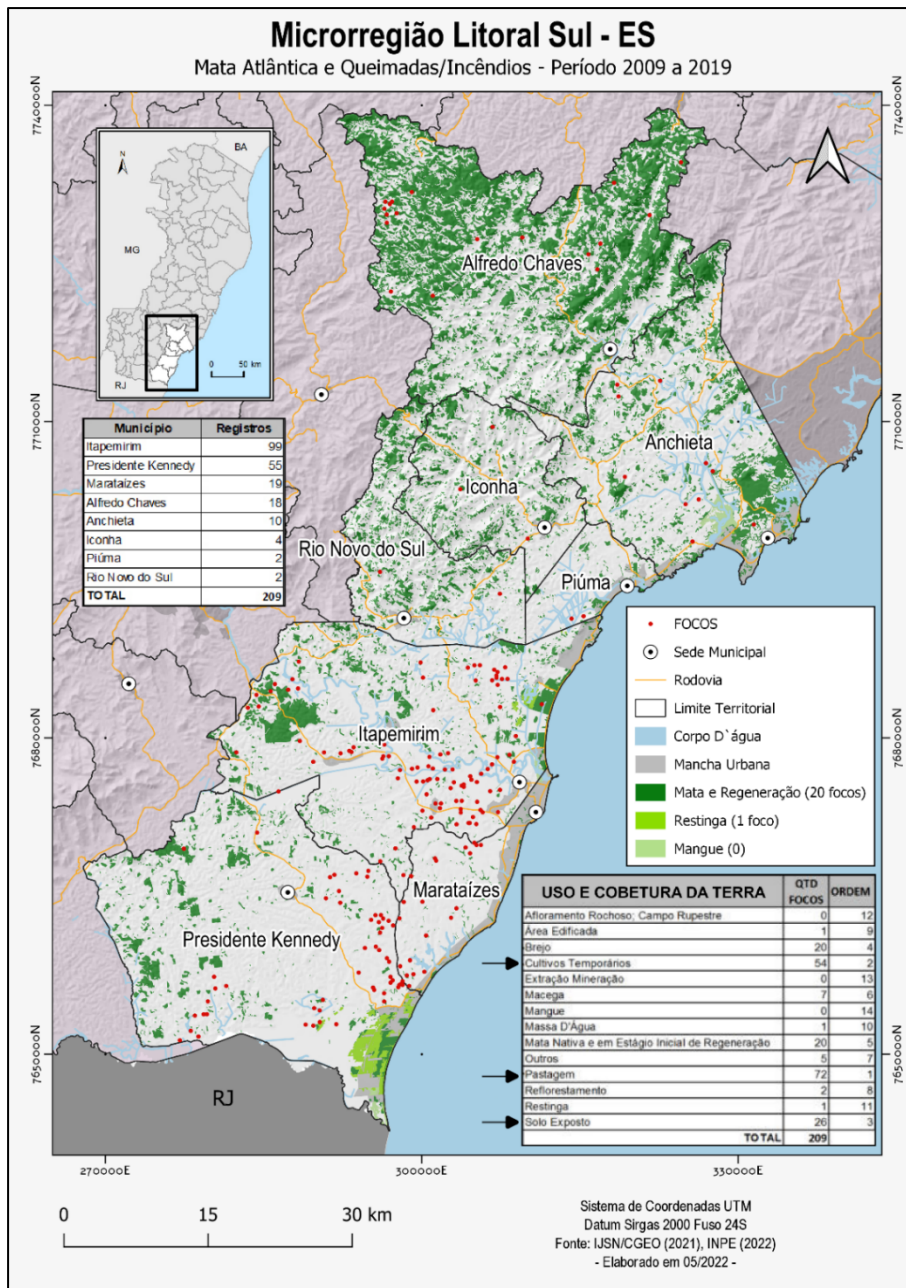 Microrregião Litoral Sul - ES
Mata Atlântica e Queimadas/Incêndios - Período 2009 a 2019
7740000N
7740000N
7710000N
7710000N
7680000N
7680000N
7650000N
7650000N
N
BA
MG
RJ
0 50 km
Município Registros
Itapemirim 99
Presidente Kennedy 55
Marataízes 19
Alfredo Chaves 18
Anchieta 10
Iconha 4
Piúma 2
Rio Novo do Sul 2
TOTAL 209
Alfredo Chaves
Anchieta
Iconha
Rio Novo do Sul
Piúma
Itapemirim
Marataízes
Presidente Kennedy
RJ
FOCOS
Sede Municipal
Rodovia
Limite Territorial
Corpo D`água
Mancha Urbana
Mata e Regeneração (20 focos)
Restinga (1 foco)
Mangue (0)
USO E COBETURA DA TERRA QTD FOCOS ORDEM
Afloramento Rochoso; Campo Rupestre 0 12
Área Edificada 1 9
Brejo 20 4
Cultivos Temporários 54 2
Extração Mineração 0 13
Macega 7 6
Mangue 0 14
Massa D'Água 1 10
Mata Nativa e em Estágio Inicial de Regeneração 20 5
Outros 5 7
Pastagem 72 1
Reflorestamento 2 8
Restinga 1 11
Solo Exposto 26 3
TOTAL 209
270000E 300000E 330000E
0 15 30 km
Sistema de Coordenadas UTM
Datum Sirgas 2000 Fuso 24S
Fonte: IJSN/CGEO (2021), INPE (2022)
- Elaborado em 05/2022 -